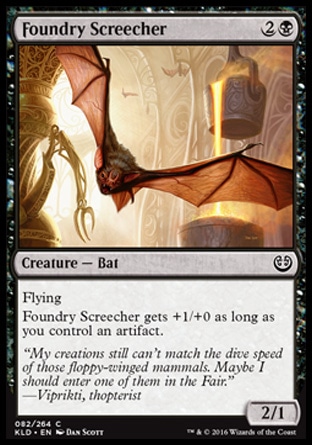 Foundry Screecher 2
Creature — Bat
Flying
Foundry Screecher gets +1/+0 as long as
you control an artifact.
"My creations still can't match the dive speed
of those floppy-winged mammals. Maybe I
should enter one of them in the Fair."
—Viprikti, thopterist
2/1
082/264 C
KLD • EN DAN SCOTT
™ & © 2016 Wizards of the Coast